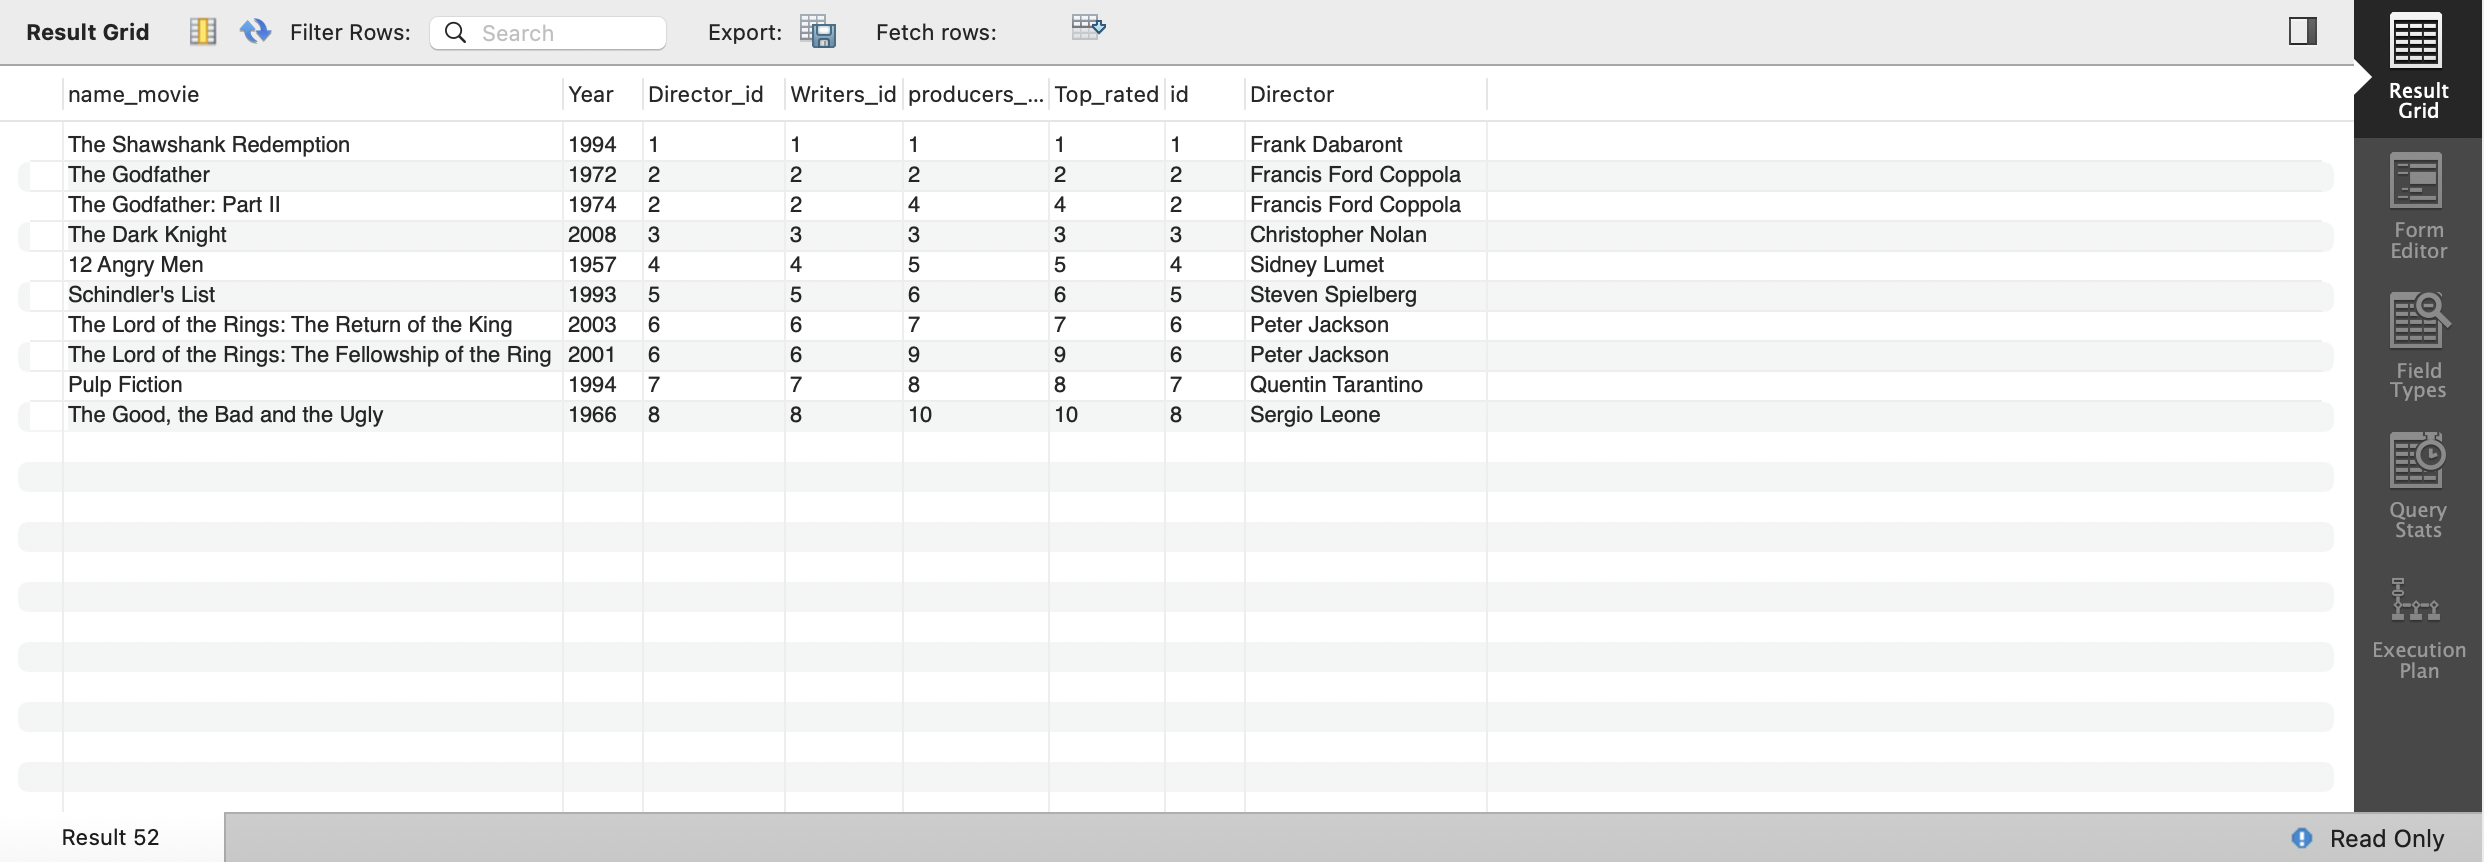 Result Grid Filter Rows: Search Export: Fetch rows:
name_movie Year Director_id Writers_id producers_... Top_rated id Director
The Shawshank Redemption 1994 1 1 1 1 1 Frank Dabaront
The Godfather 1972 2 2 2 2 2 Francis Ford Coppola
The Godfather: Part II 1974 2 2 4 4 2 Francis Ford Coppola
The Dark Knight 2008 3 3 3 3 3 Christopher Nolan
12 Angry Men 1957 4 4 5 5 4 Sidney Lumet
Schindler's List 1993 5 5 6 6 5 Steven Spielberg
The Lord of the Rings: The Return of the King 2003 6 6 7 7 6 Peter Jackson
The Lord of the Rings: The Fellowship of the Ring 2001 6 6 9 9 6 Peter Jackson
Pulp Fiction 1994 7 7 8 8 7 Quentin Tarantino
The Good, the Bad and the Ugly 1966 8 8 10 10 8 Sergio Leone
Result
Grid
Form
Editor
Field
Types
Query
Stats
Execution
Plan
Result 52 Read Only